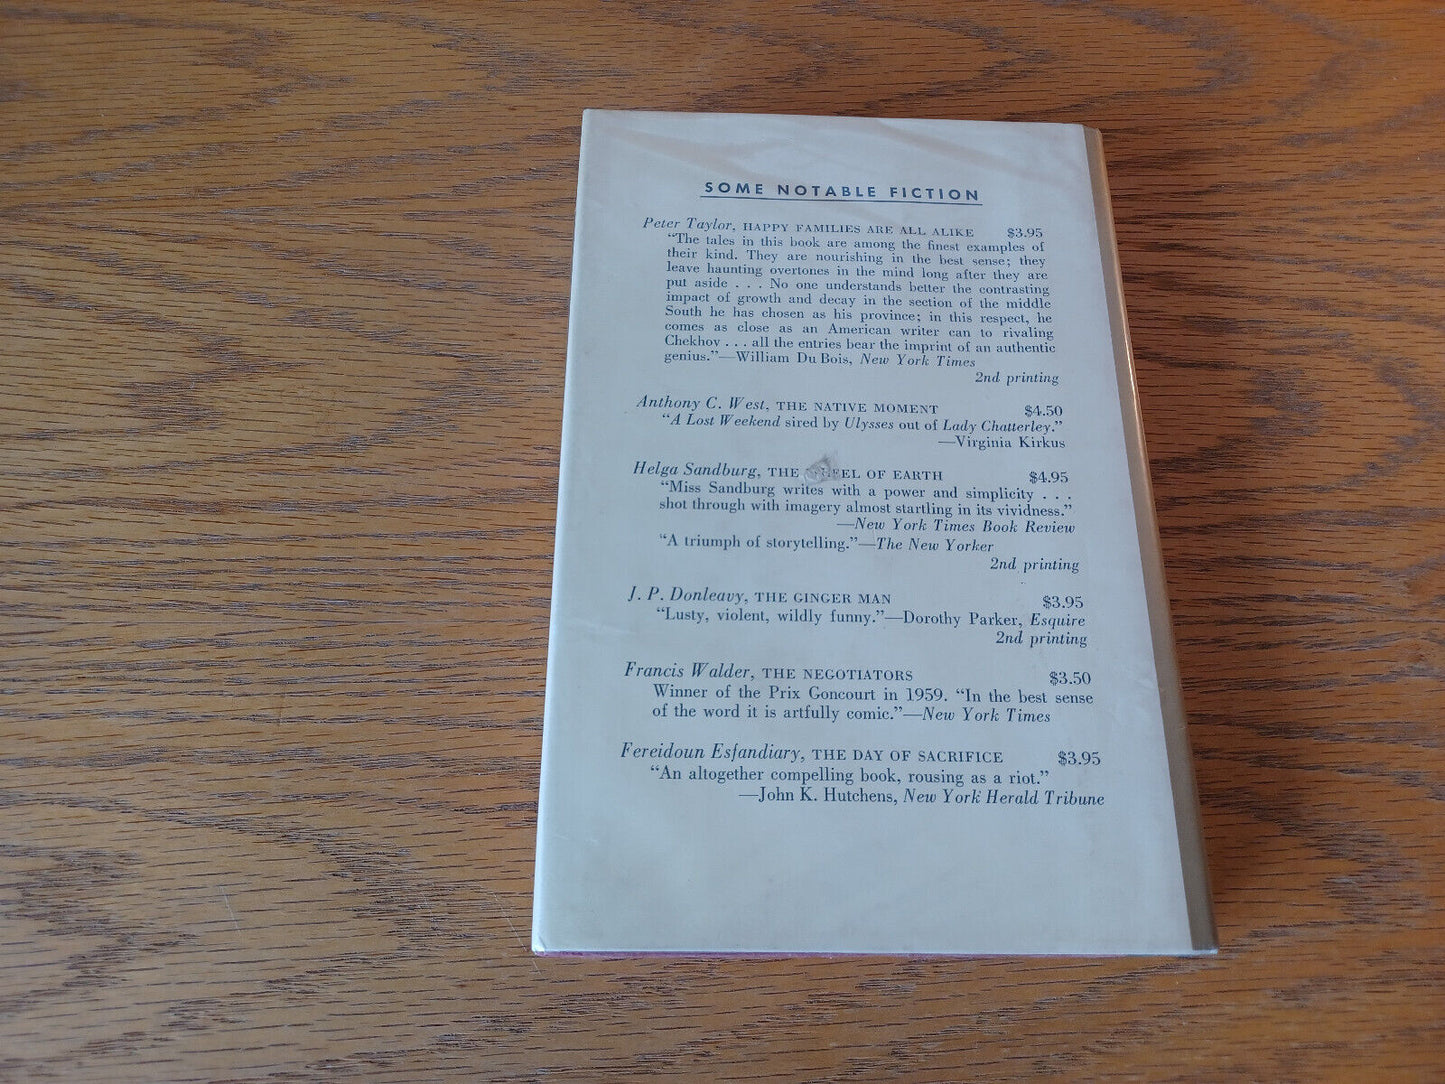 SOME NOTABLE FICTION
Peter Taylor, HAPPY FAMILIES ARE ALL ALIKE $3.95
“The tales in this book are among the finest examples of
their kind. They are nourishing in the best sense; they
leave haunting overtones in the mind long after they are
put aside . . . No one understands better the contrasting
impact of growth and decay in the section of the middle
South he has chosen as his province; in this respect, he
comes as close as an American writer can to rivaling
Chekhov . . . all the entries bear the imprint of an authentic
genius.”—William Du Bois, New York Times
2nd printing
Anthony C. West, THE NATIVE MOMENT $4.50
“A Lost Weekend sired by Ulysses out of Lady Chatterley.”
—Virginia Kirkus
Helga Sandburg, THE EEL OF EARTH $4.95
“Miss Sandburg writes with a power and simplicity . . .
shot through with imagery almost startling in its vividness.”
—New York Times Book Review
“A triumph of storytelling.”—The New Yorker
2nd printing
J. P. Donleavy, THE GINGER MAN $3.95
“Lusty, violent, wildly funny.”—Dorothy Parker, Esquire
2nd printing
Francis Walder, THE NEGOTIATORS $3.50
Winner of the Prix Goncourt in 1959. “In the best sense
of the word it is artfully comic.”—New York Times
Fereidoun Esfandiary, THE DAY OF SACRIFICE $3.95
“An altogether compelling book, rousing as a riot.”
—John K. Hutchens, New York Herald Tribune